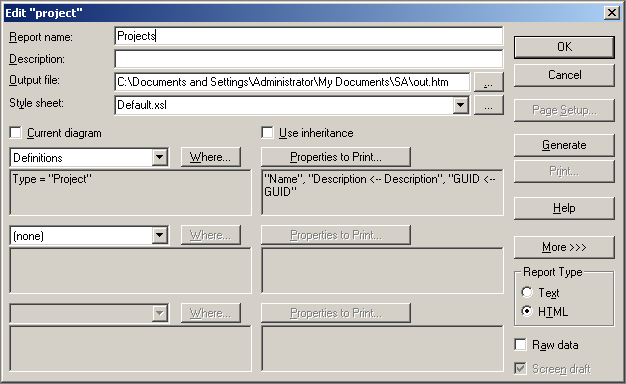 Edit "project"
Report name: Projects
OK
Description:
Cancel
Output file: C:\Documents and Settings\Administrator\My Documents\SA\out.htm ...
Style sheet: Default.xsl ...
Page Setup...
Current diagram Use inheritance
Generate
Definitions Where... Properties to Print...
Print...
Type = "Project" "Name", "Description <-- Description", "GUID <--
GUID"
Help
(none) Where... Properties to Print...
More >>>
Report Type
Text
HTML
Where... Properties to Print...
Raw data
Screen draft